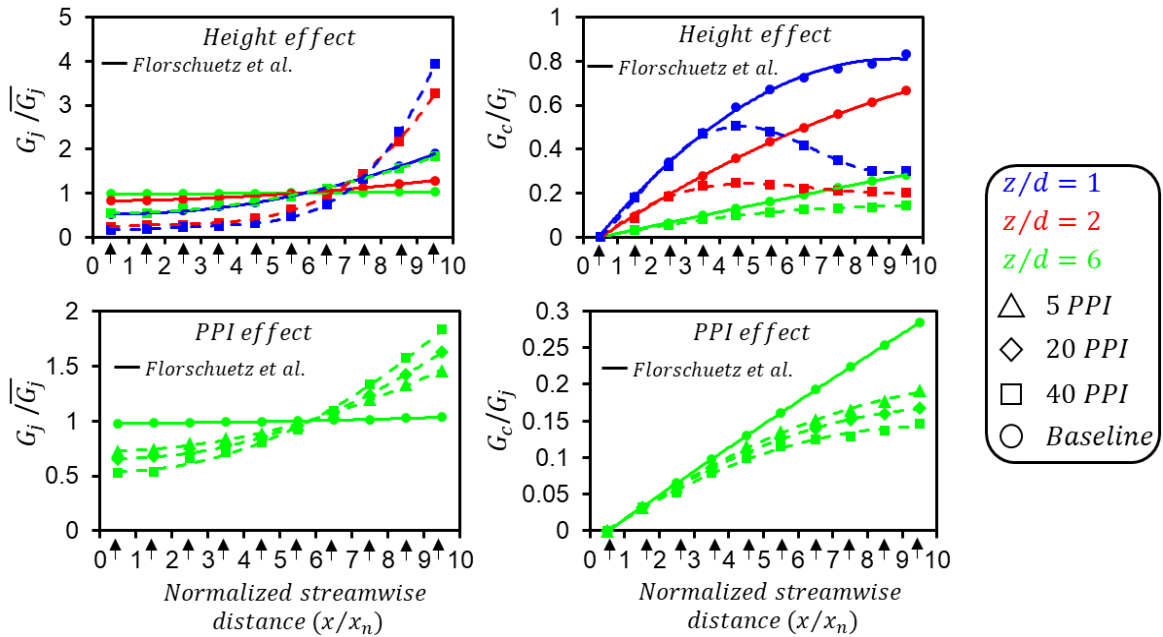 5
4
3
2
1
0
G_j /\overline{G_j}
Height effect
Florschuetz et al.
0 1 2 3 4 5 6 7 8 9 10
1
0.8
0.6
0.4
0.2
0
G_c/G_j
Height effect
Florschuetz et al.
0 1 2 3 4 5 6 7 8 9 10
2
1.5
1
0.5
0
G_j /\overline{G_j}
PPI effect
Florschuetz et al.
0 1 2 3 4 5 6 7 8 9 10
Normalized streamwise
distance (x/x_n)
0.3
0.25
0.2
0.15
0.1
0.05
0
G_c/G_j
PPI effect
Florschuetz et al.
0 1 2 3 4 5 6 7 8 9 10
Normalized streamwise
distance (x/x_n)
z/d = 1
z/d = 2
z/d = 6
5 PPI
20 PPI
40 PPI
Baseline